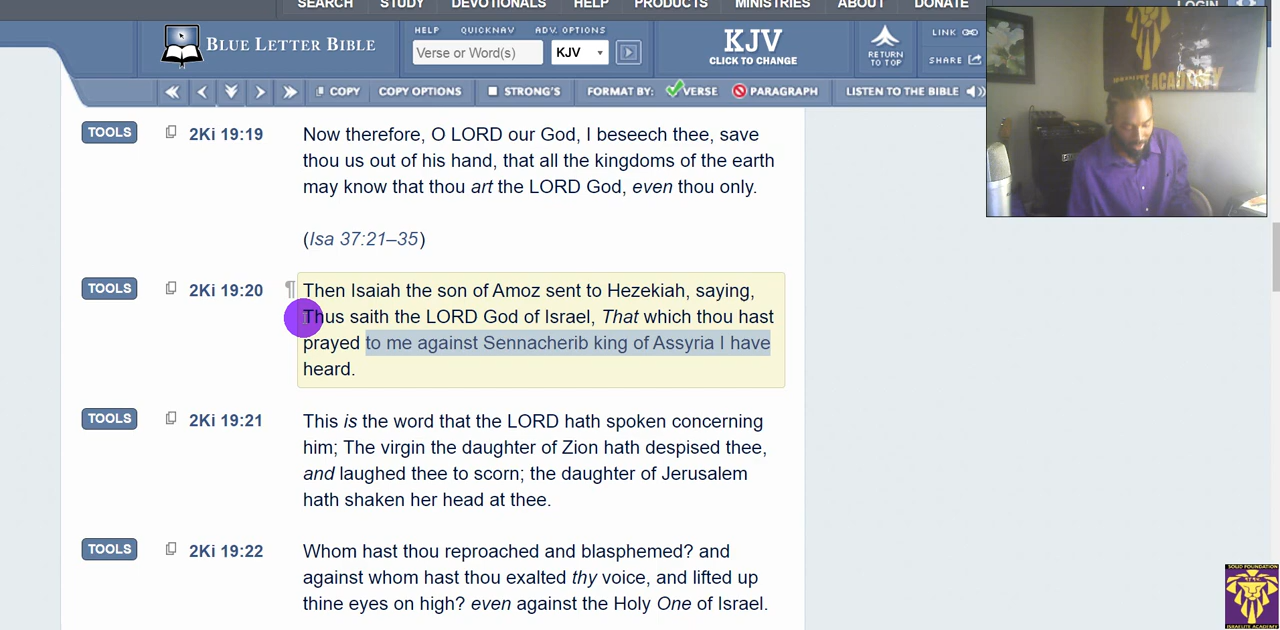 SEARCH STUDY DEVOTIONALS HELP PRODUCTS MINISTRIES ABOUT DONATE LOGIN
BLUE LETTER BIBLE
HELP QUICKNAV ADV. OPTIONS
Verse or Word(s) KJV
KJV
CLICK TO CHANGE
RETURN
TO TOP
LINK
SHARE
COPY COPY OPTIONS STRONG'S FORMAT BY: VERSE PARAGRAPH LISTEN TO THE BIBLE
TOOLS 2Ki 19:19 Now therefore, O LORD our God, I beseech thee, save
thou us out of his hand, that all the kingdoms of the earth
may know that thou art the LORD God, even thou only.
(Isa 37:21–35)
TOOLS 2Ki 19:20 ¶ Then Isaiah the son of Amoz sent to Hezekiah, saying,
Thus saith the LORD God of Israel, That which thou hast
prayed to me against Sennacherib king of Assyria I have
heard.
TOOLS 2Ki 19:21 This is the word that the LORD hath spoken concerning
him; The virgin the daughter of Zion hath despised thee,
and laughed thee to scorn; the daughter of Jerusalem
hath shaken her head at thee.
TOOLS 2Ki 19:22 Whom hast thou reproached and blasphemed? and
against whom hast thou exalted thy voice, and lifted up
thine eyes on high? even against the Holy One of Israel.
ACADEMY
SOLID FOUNDATION
ISRAELITE ACADEMY